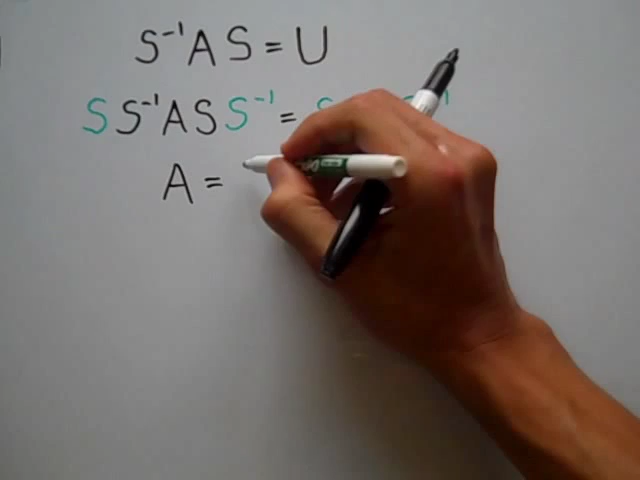 S⁻¹AS = U
SS⁻¹ASS⁻¹ = S
A =